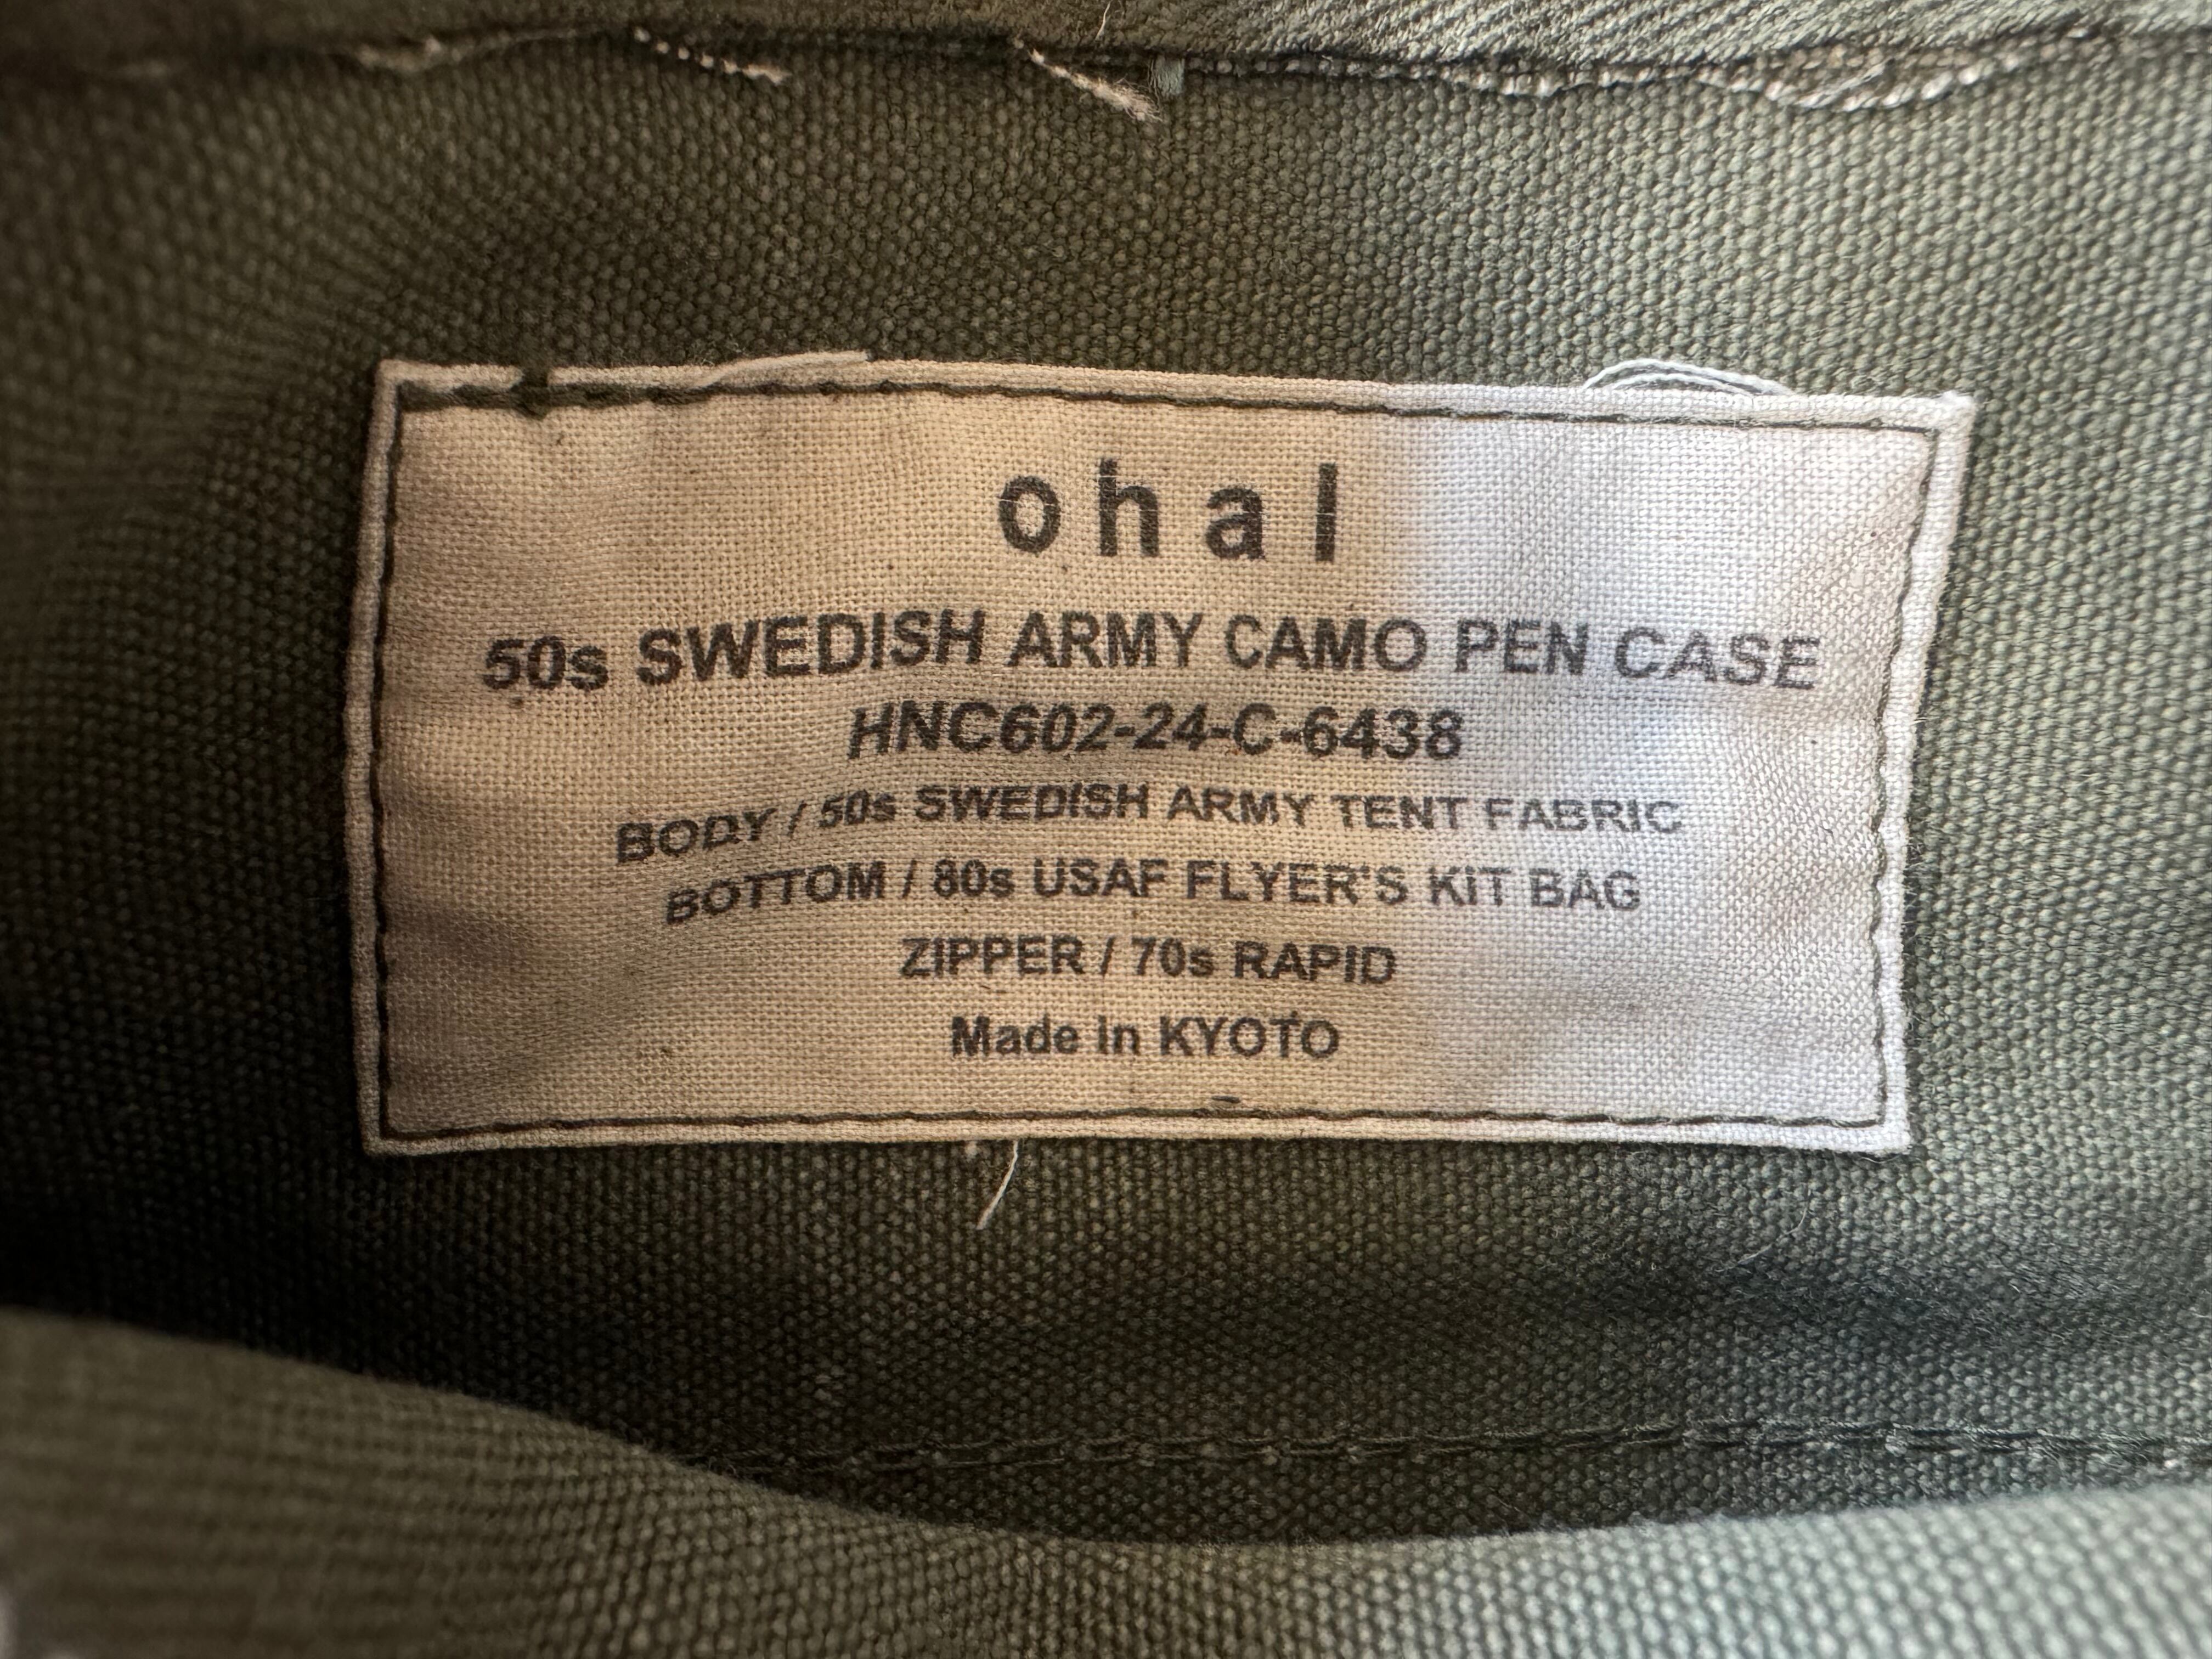 ohal
50s SWEDISH ARMY CAMO PEN CASE
HNC602-24-C-6438
BODY / 50s SWEDISH ARMY TENT FABRIC
BOTTOM / 80s USAF FLYER'S KIT BAG
ZIPPER / 70s RAPID
Made in KYOTO